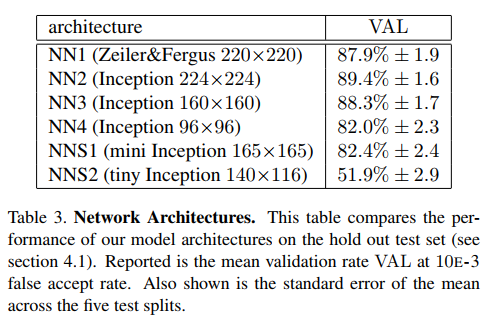 architecture VAL
NN1 (Zeiler&Fergus 220×220) 87.9% ± 1.9
NN2 (Inception 224×224) 89.4% ± 1.6
NN3 (Inception 160×160) 88.3% ± 1.7
NN4 (Inception 96×96) 82.0% ± 2.3
NNS1 (mini Inception 165×165) 82.4% ± 2.4
NNS2 (tiny Inception 140×116) 51.9% ± 2.9
Table 3. Network Architectures. This table compares the per-
formance of our model architectures on the hold out test set (see
section 4.1). Reported is the mean validation rate VAL at 10E-3
false accept rate. Also shown is the standard error of the mean
across the five test splits.